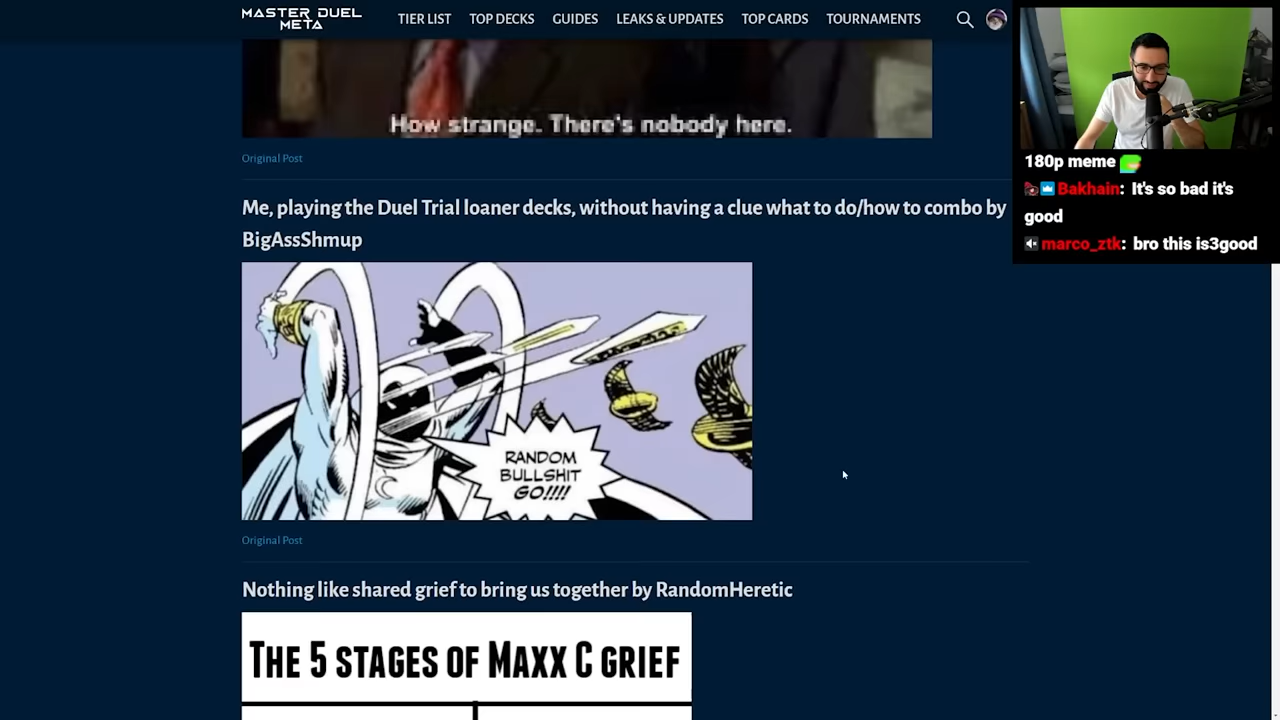 MASTER DUEL
META
TIER LIST TOP DECKS GUIDES LEAKS & UPDATES TOP CARDS TOURNAMENTS
How strange. There's nobody here.
Original Post
180p meme
Bakhain: It's so bad it's
good
marco_ztk: bro this is3good
Me, playing the Duel Trial loaner decks, without having a clue what to do/how to combo by
BigAssShmup
RANDOM
BULLSHIT
GO!!!!
Original Post
Nothing like shared grief to bring us together by RandomHeretic
THE 5 STAGES OF MAXX C GRIEF